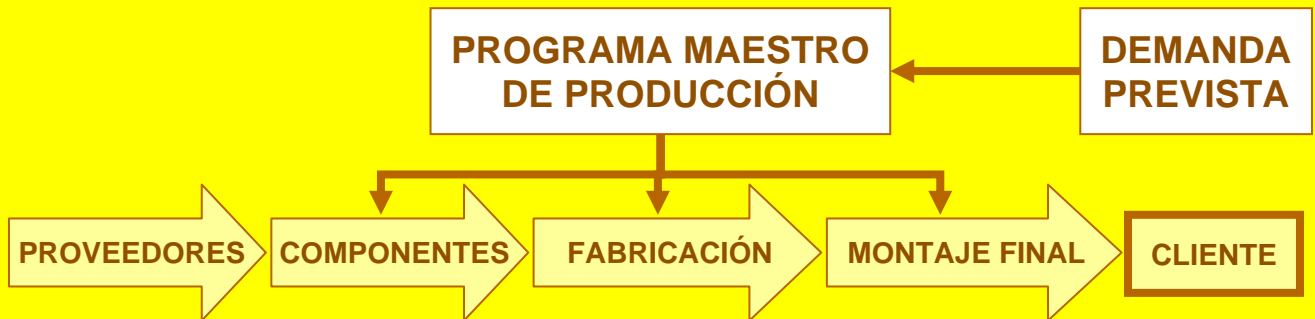 PROGRAMA MAESTRO
DE PRODUCCIÓN
DEMANDA
PREVISTA
PROVEEDORES
COMPONENTES
FABRICACIÓN
MONTAJE FINAL
CLIENTE